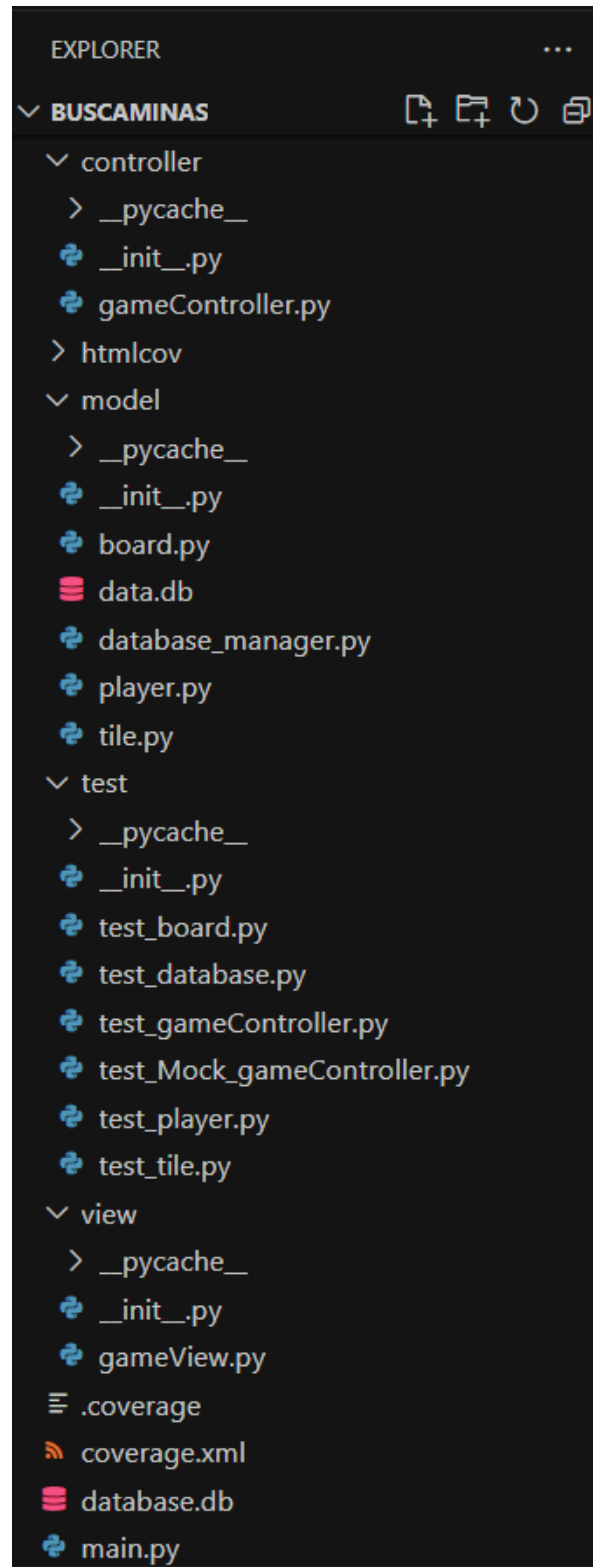 EXPLORER ...
BUSCAMINAS
controller
__pycache__
__init__.py
gameController.py
htmlcov
model
__pycache__
__init__.py
board.py
data.db
database_manager.py
player.py
tile.py
test
__pycache__
__init__.py
test_board.py
test_database.py
test_gameController.py
test_Mock_gameController.py
test_player.py
test_tile.py
view
__pycache__
__init__.py
gameView.py
.coverage
coverage.xml
database.db
main.py